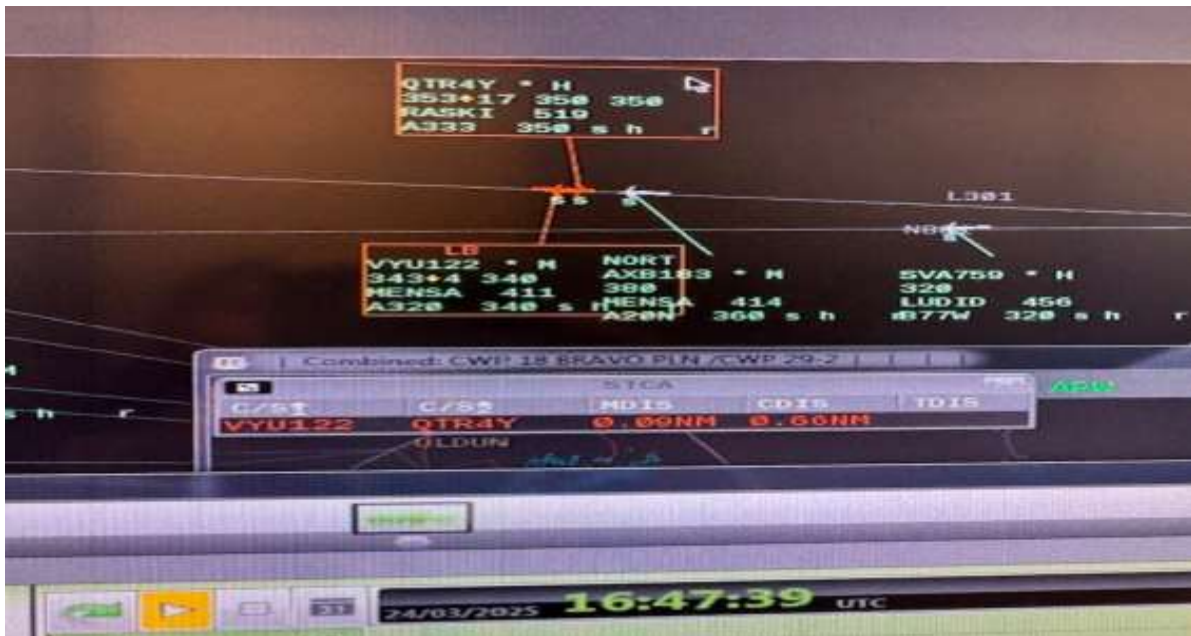 QTR4Y * H
353+17 350 350
RASKI 519
A333 350 s h r
L301
s s s
LB
VYU122 * M
343+4 340
MENSA 411
A320 340 s h
NORT
AXB183 * M
380
MENSA 414
A20N 360 s h r
SVA759 * H
320
LUDID 456
B77W 320 s h r
s h r
Combined: CWP 18 BRAVO PLN /CWP 29-2
STCA
C/S1 C/S2 MDIS CDIS TDIS
VYU122 QTR4Y 0.09NM 0.66NM
24/03/2025 16:47:39 UTC